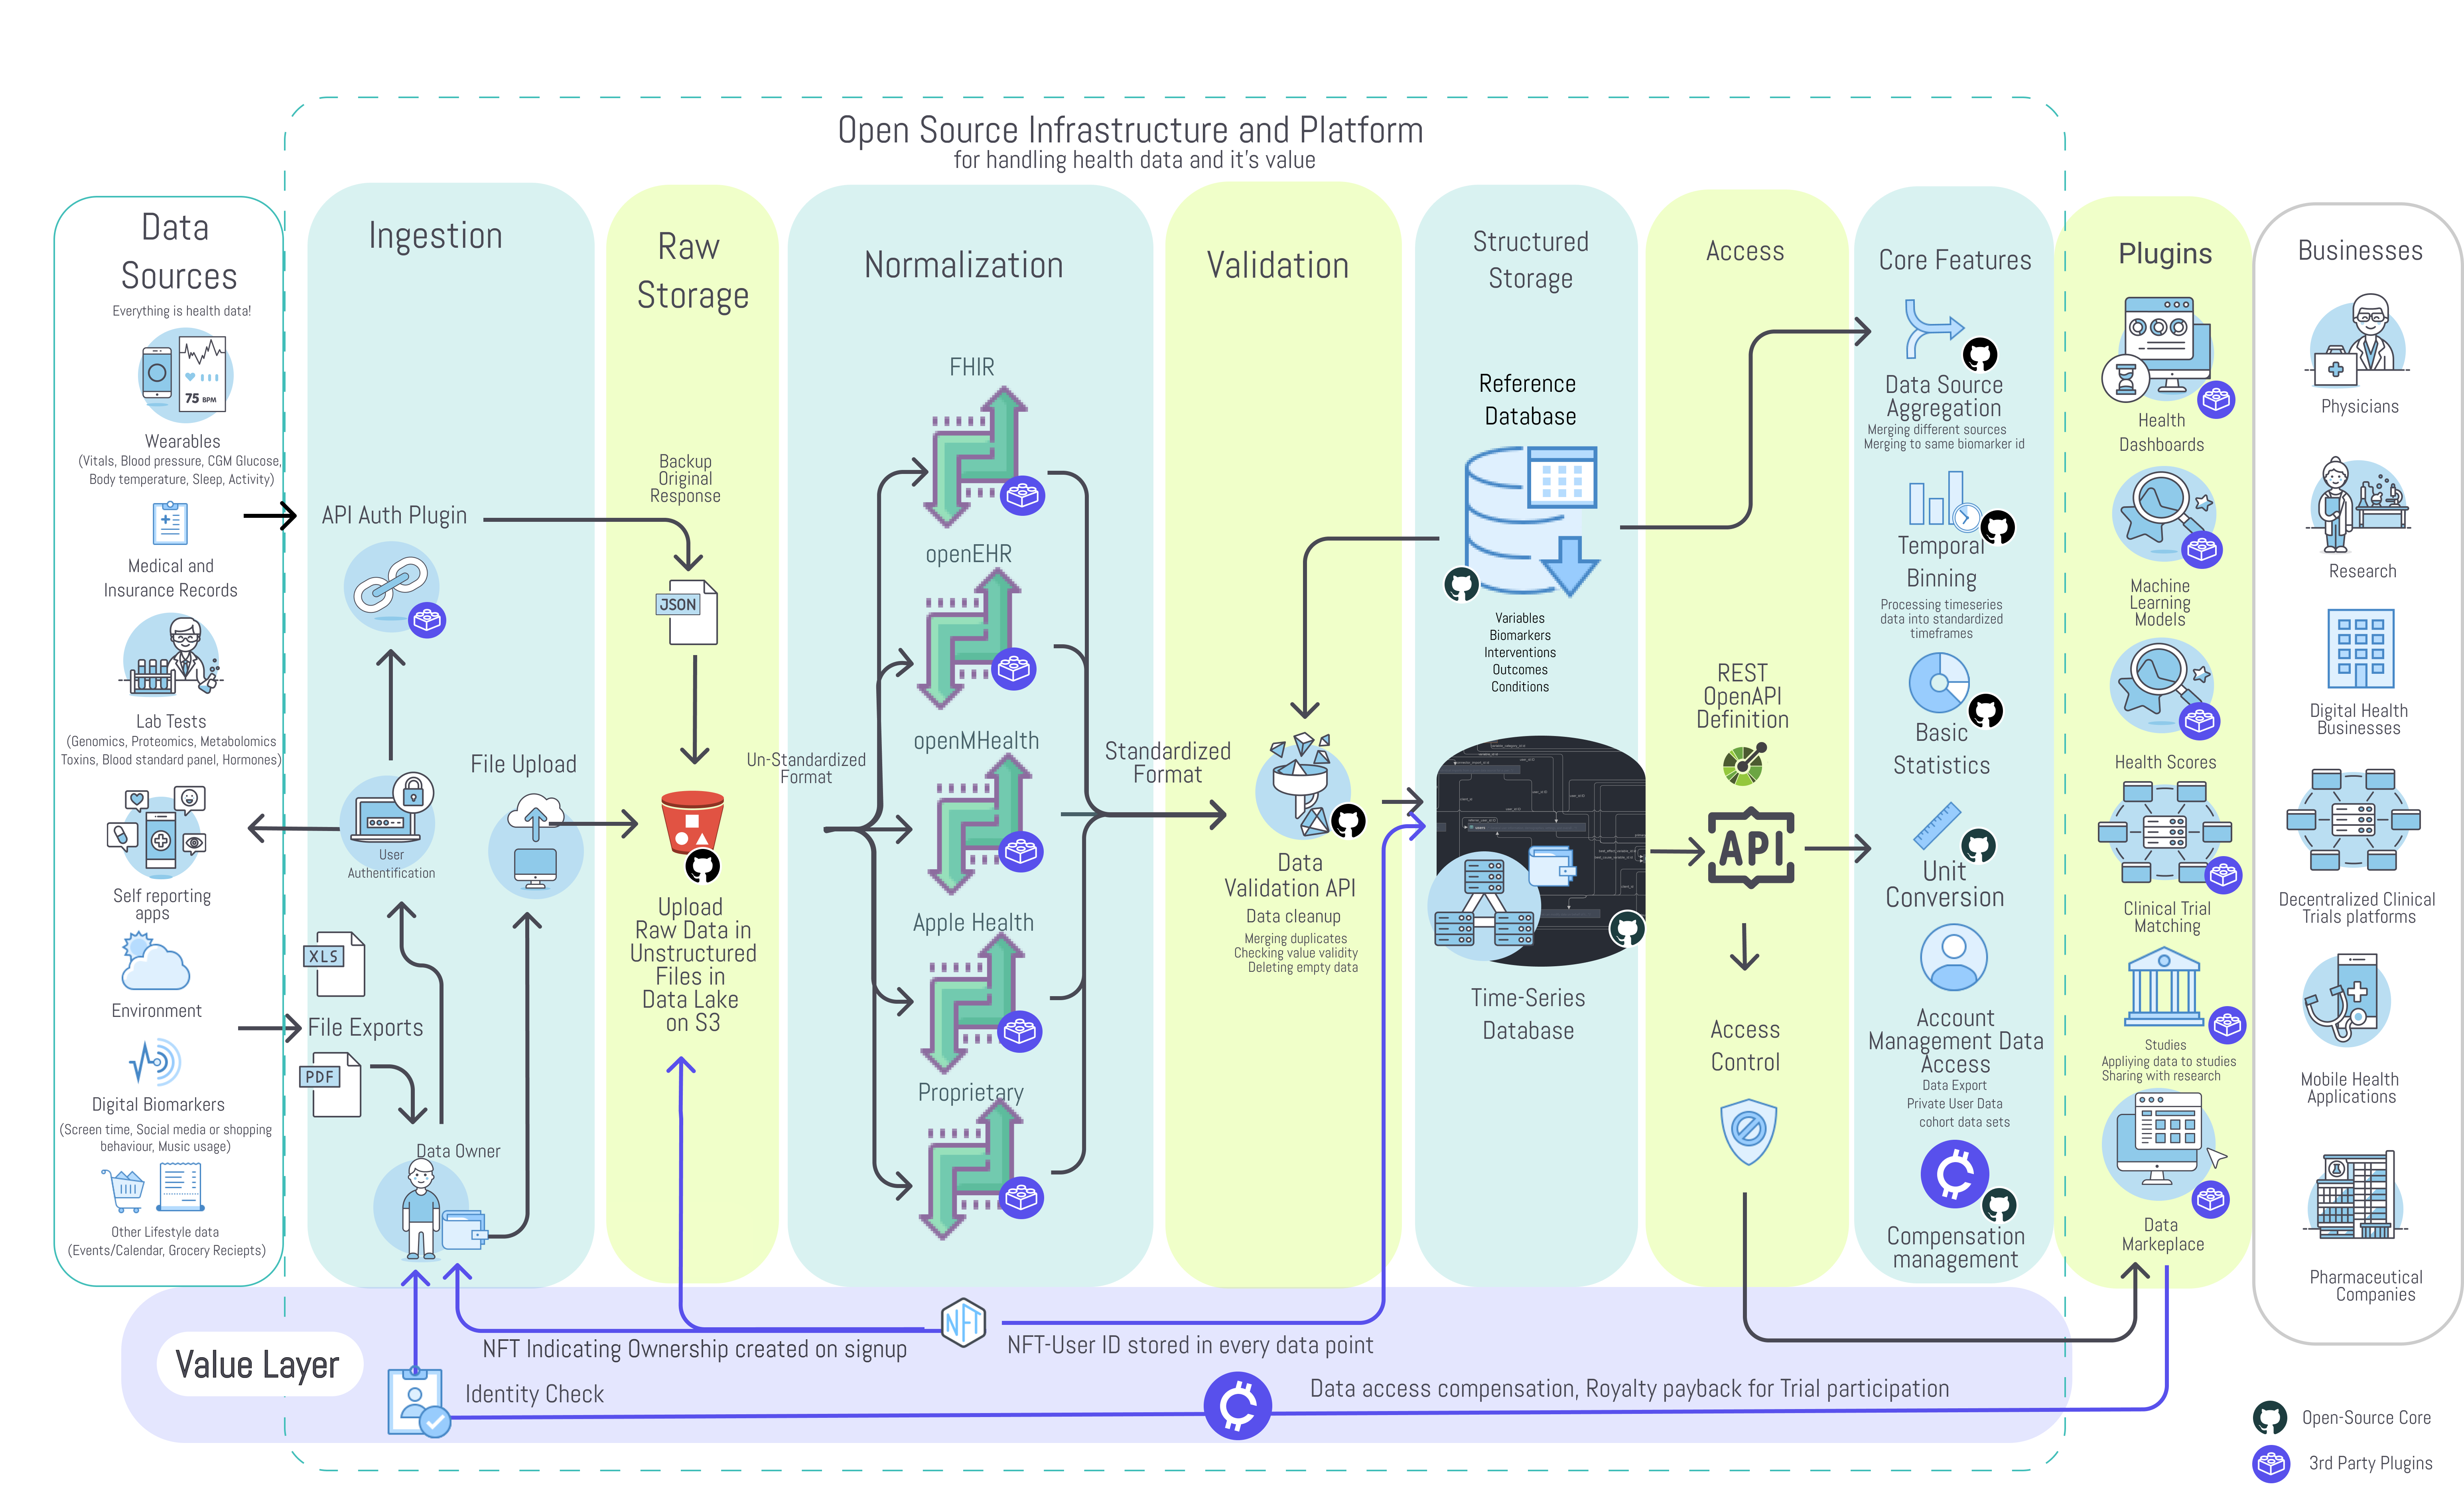 Open Source Infrastructure and Platform
for handling health data and it's value
Data
Sources
Everything is health data!
75 BPM
Wearables
(Vitals, Blood pressure, CGM Glucose,
Body temperature, Sleep, Activity)
Medical and
Insurance Records
Lab Tests
(Genomics, Proteomics, Metabolomics
Toxins, Blood standard panel, Hormones)
Self reporting
apps
Environment
Digital Biomarkers
(Screen time, Social media or shopping
behaviour, Music usage)
Other Lifestyle data
(Events/Calendar, Grocery Reciepts)
Ingestion
API Auth Plugin
File Upload
User
Authentification
XLS
File Exports
PDF
Data Owner
Raw
Storage
Backup
Original
Response
JSON
Upload
Raw Data in
Unstructured
Files in
Data Lake
on S3
Normalization
Un-Standardized
Format
FHIR
openEHR
openMHealth
Apple Health
Proprietary
Standardized
Format
Validation
Data
Validation API
Data cleanup
Merging duplicates
Checking value validity
Deleting empty data
Structured
Storage
Reference
Database
Variables
Biomarkers
Interventions
Outcomes
Conditions
Time-Series
Database
Access
REST
OpenAPI
Definition
API
Access
Control
Core Features
Data Source
Aggregation
Merging different sources
Merging to same biomarker id
Temporal
Binning
Processing timeseries
data into standardized
timeframes
Basic
Statistics
Unit
Conversion
Account
Management Data
Access
Data Export
Private User Data
cohort data sets
Compensation
management
Plugins
Health
Dashboards
Machine
Learning
Models
Health Scores
Clinical Trial
Matching
Studies
Applying data to studies
Sharing with research
Data
Markeplace
Businesses
Physicians
Research
Digital Health
Businesses
Decentralized Clinical
Trials platforms
Mobile Health
Applications
Pharmaceutical
Companies
Value Layer
NFT
NFT Indicating Ownership created on signup
NFT-User ID stored in every data point
Identity Check
Data access compensation, Royalty payback for Trial participation
Open-Source Core
3rd Party Plugins